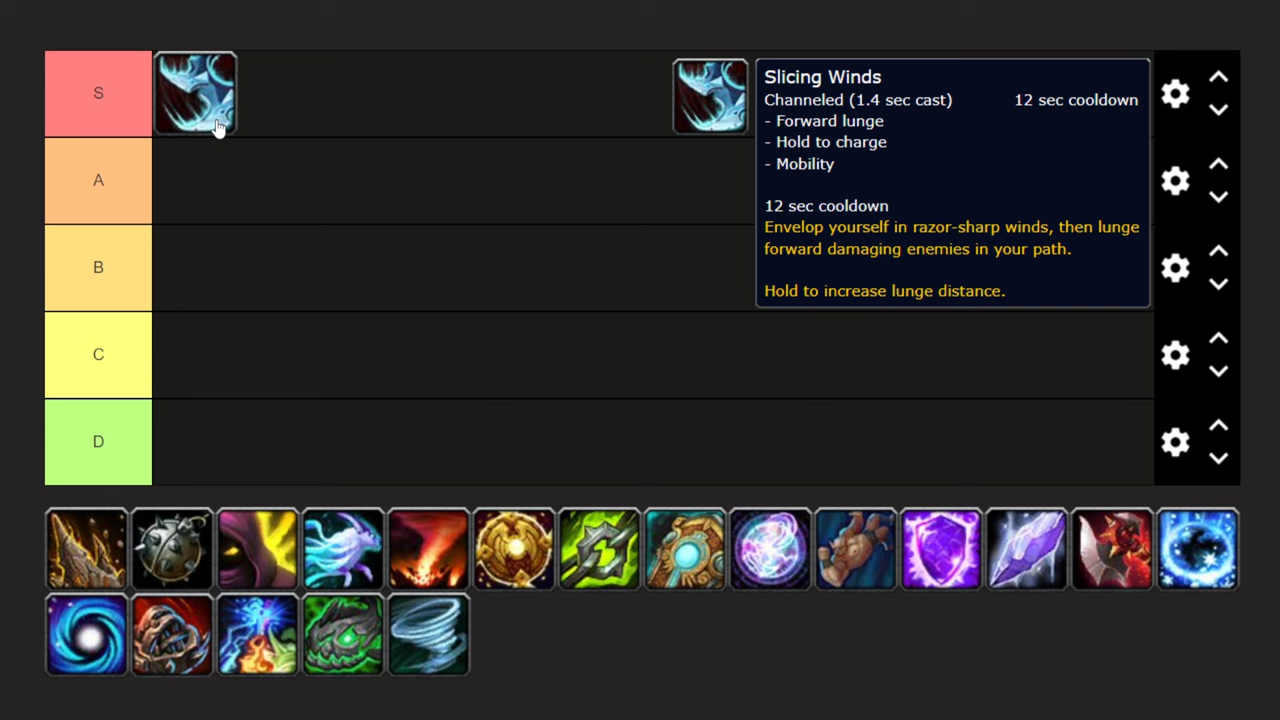 S
Slicing Winds
Channeled (1.4 sec cast) 12 sec cooldown
- Forward lunge
- Hold to charge
- Mobility
12 sec cooldown
Envelop yourself in razor-sharp winds, then lunge
forward damaging enemies in your path.
Hold to increase lunge distance.
A
B
C
D